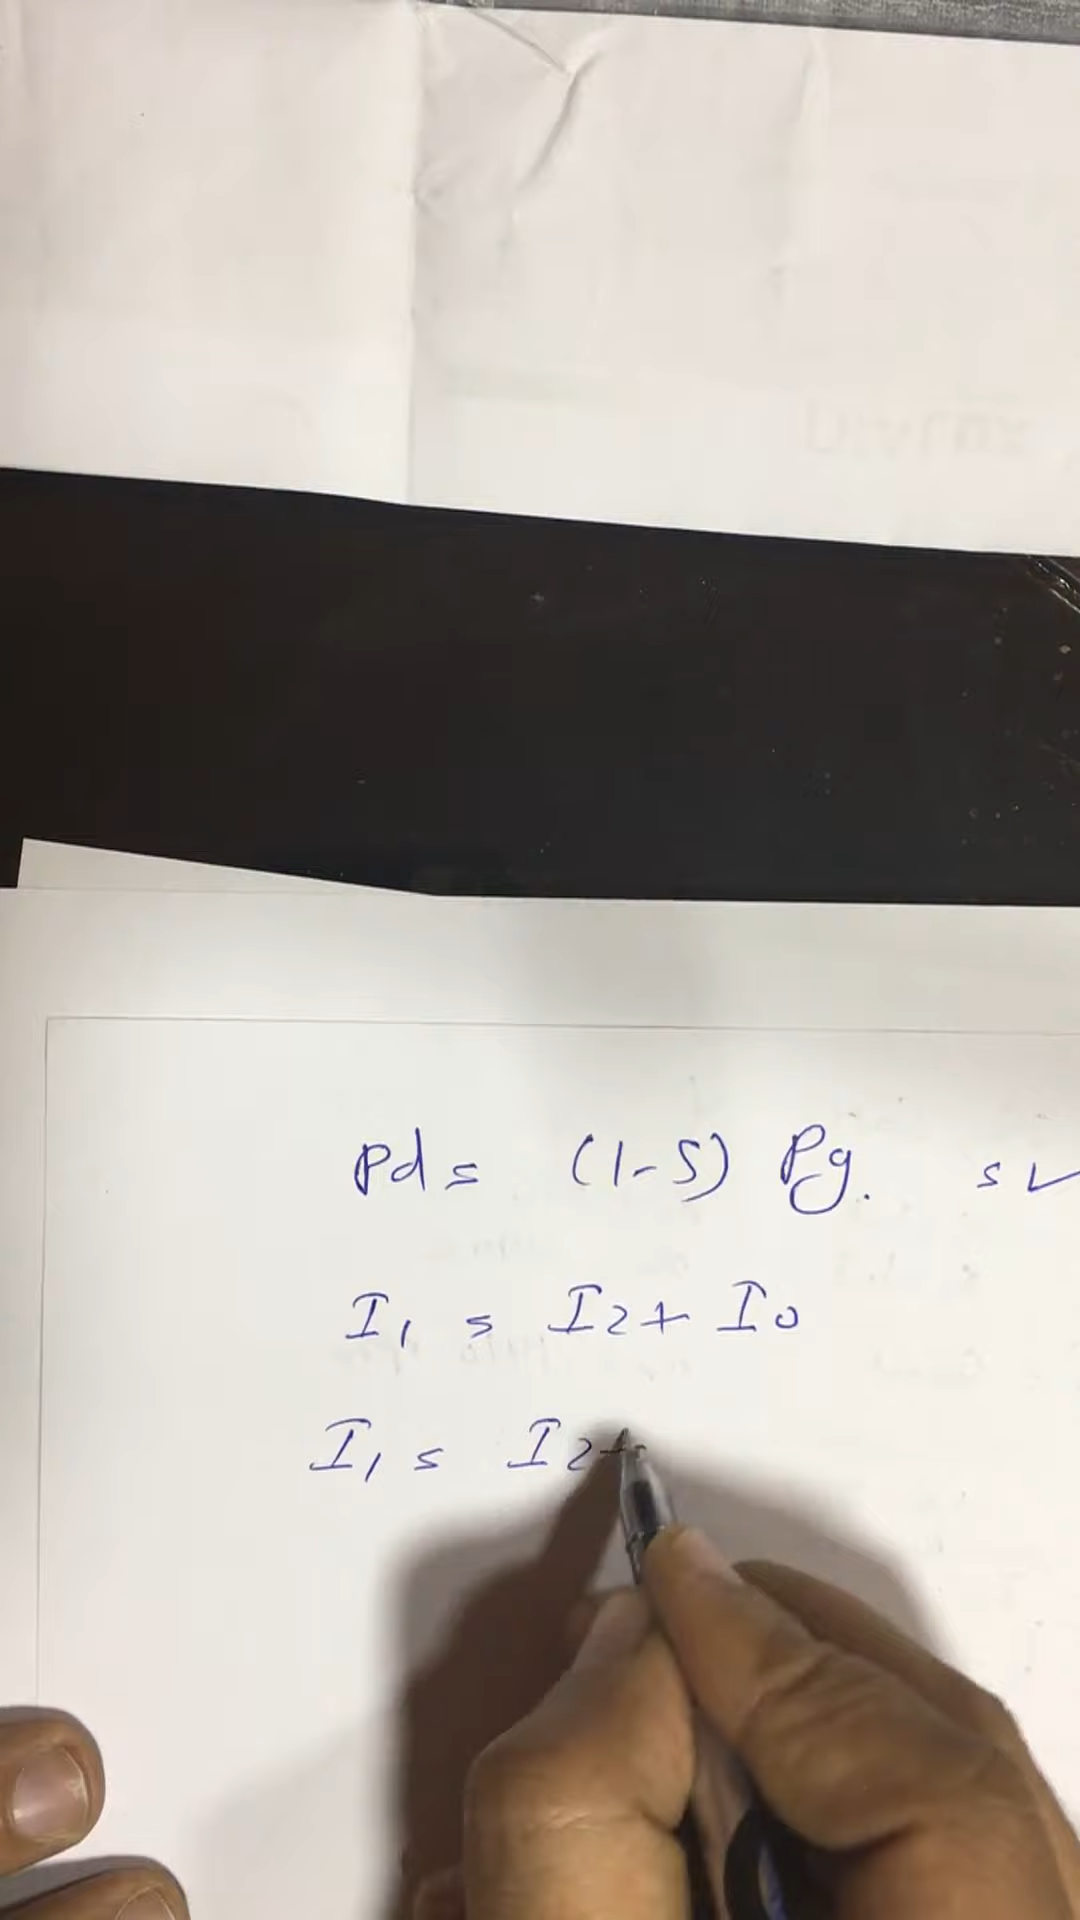 Pd = (1-S) Pg. = ✓
I1 = I2 + I0
I1 = I2+